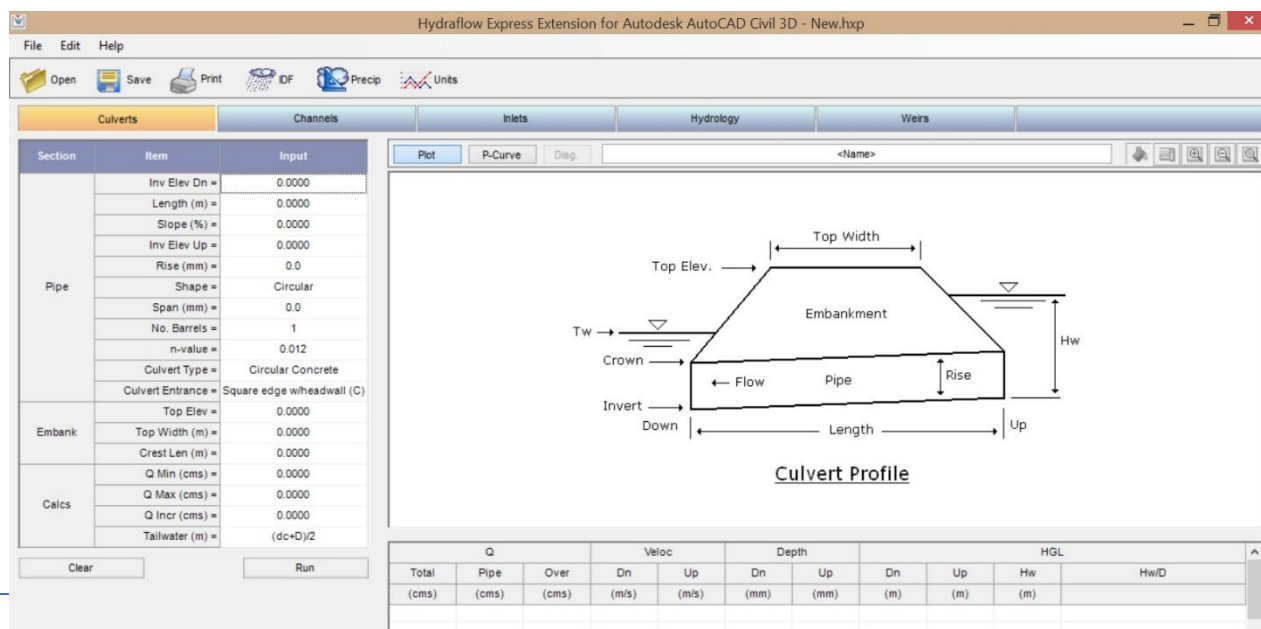 Hydraflow Express Extension for Autodesk AutoCAD Civil 3D - New.hxp
File Edit Help
Open Save Print IDF Precip Units
Culverts Channels Inlets Hydrology Weirs
Section Item Input
Plot P-Curve Diag. <Name>
Pipe
Inv Elev Dn = 0.0000
Length (m) = 0.0000
Slope (%) = 0.0000
Inv Elev Up = 0.0000
Rise (mm) = 0.0
Shape = Circular
Span (mm) = 0.0
No. Barrels = 1
n-value = 0.012
Culvert Type = Circular Concrete
Culvert Entrance = Square edge w/headwall (C)
Embank
Top Elev = 0.0000
Top Width (m) = 0.0000
Crest Len (m) = 0.0000
Calcs
Q Min (cms) = 0.0000
Q Max (cms) = 0.0000
Q Incr (cms) = 0.0000
Tailwater (m) = (dc+D)/2
Clear Run
Top Width
Top Elev.
Embankment
Tw
Hw
Crown
Flow Pipe Rise
Invert
Down Length Up
Culvert Profile
Q Veloc Depth HGL
Total Pipe Over Dn Up Dn Up Dn Up Hw Hw/D
(cms) (cms) (cms) (m/s) (m/s) (mm) (mm) (m) (m) (m)